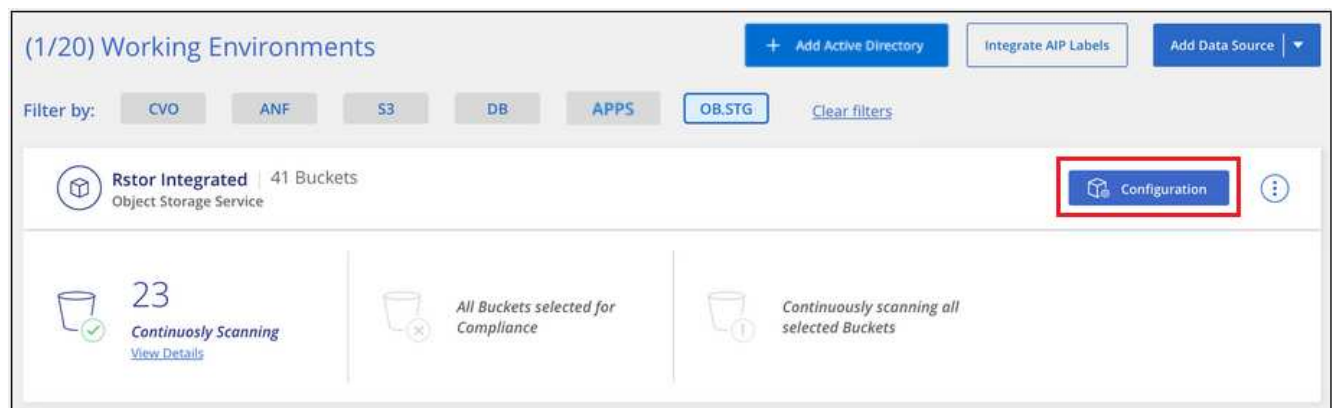 (1/20) Working Environments
+ Add Active Directory
Integrate AIP Labels
Add Data Source
Filter by:
CVO
ANF
S3
DB
APPS
OB.STG
Clear filters
Rstor Integrated | 41 Buckets
Object Storage Service
Configuration
23
Continuosly Scanning
View Details
All Buckets selected for
Compliance
Continuously scanning all
selected Buckets